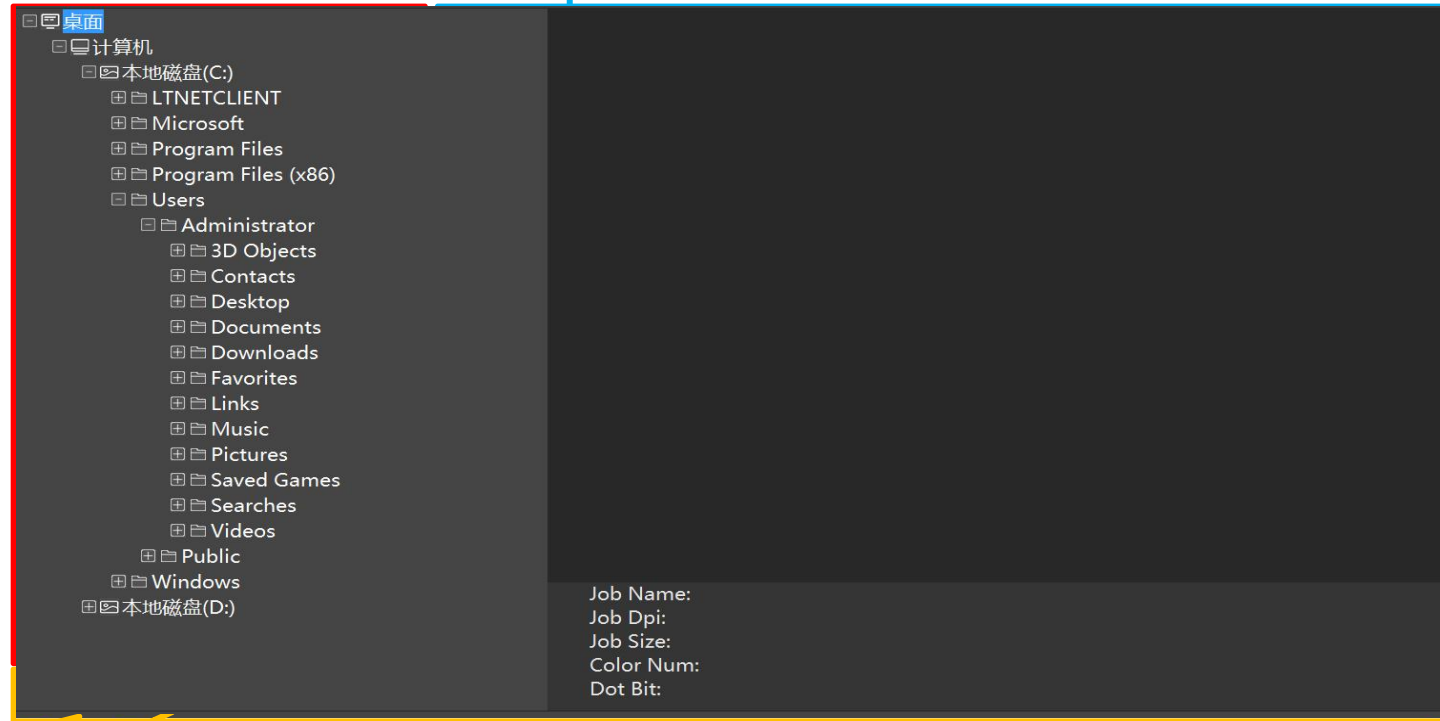 桌面
计算机
本地磁盘(C:)
LTNETCLIENT
Microsoft
Program Files
Program Files (x86)
Users
Administrator
3D Objects
Contacts
Desktop
Documents
Downloads
Favorites
Links
Music
Pictures
Saved Games
Searches
Videos
Public
Windows
本地磁盘(D:)
Job Name:
Job Dpi:
Job Size:
Color Num:
Dot Bit: